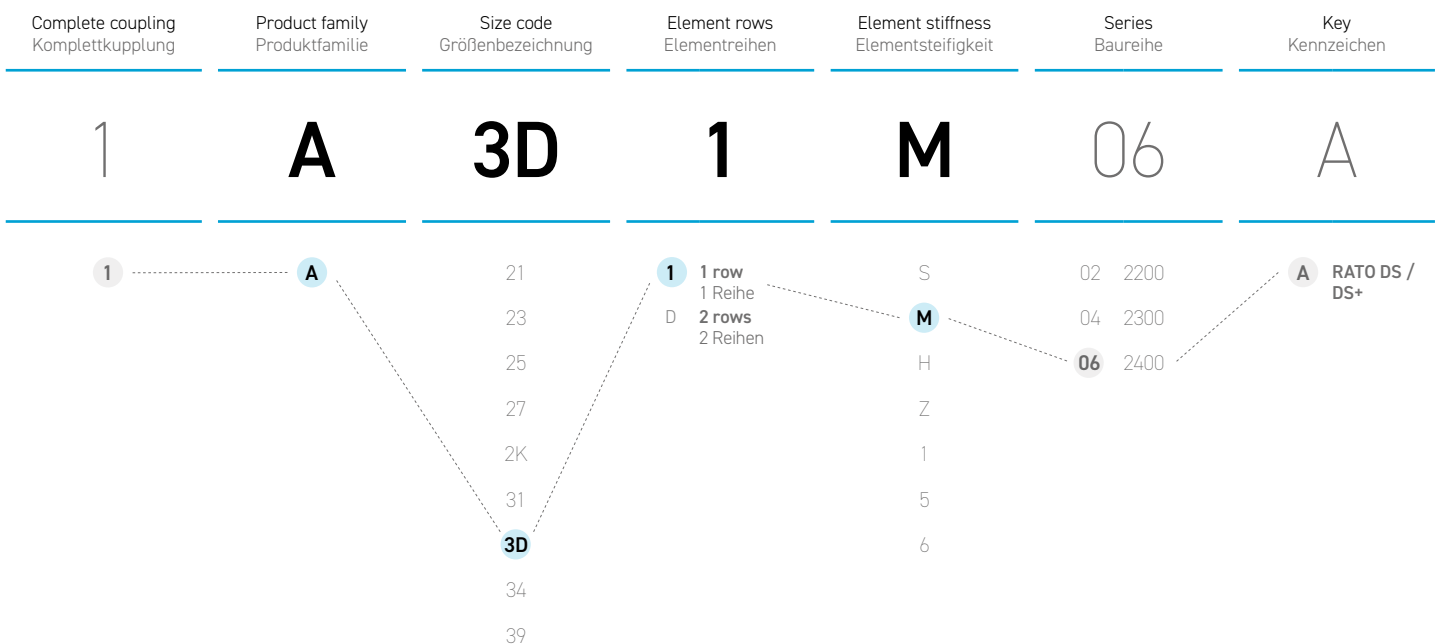 Complete coupling
Komplettkupplung
Product family
Produktfamilie
Size code
Größenbezeichnung
Element rows
Elementreihen
Element stiffness
Elementsteifigkeit
Series
Baureihe
Key
Kennzeichen
1 A 3D 1 M 06 A
1
A
21
23
25
27
2K
31
3D
34
39
1 1 row
1 Reihe
D 2 rows
2 Reihen
S
M
H
Z
1
5
6
02 2200
04 2300
06 2400
A RATO DS /
DS+